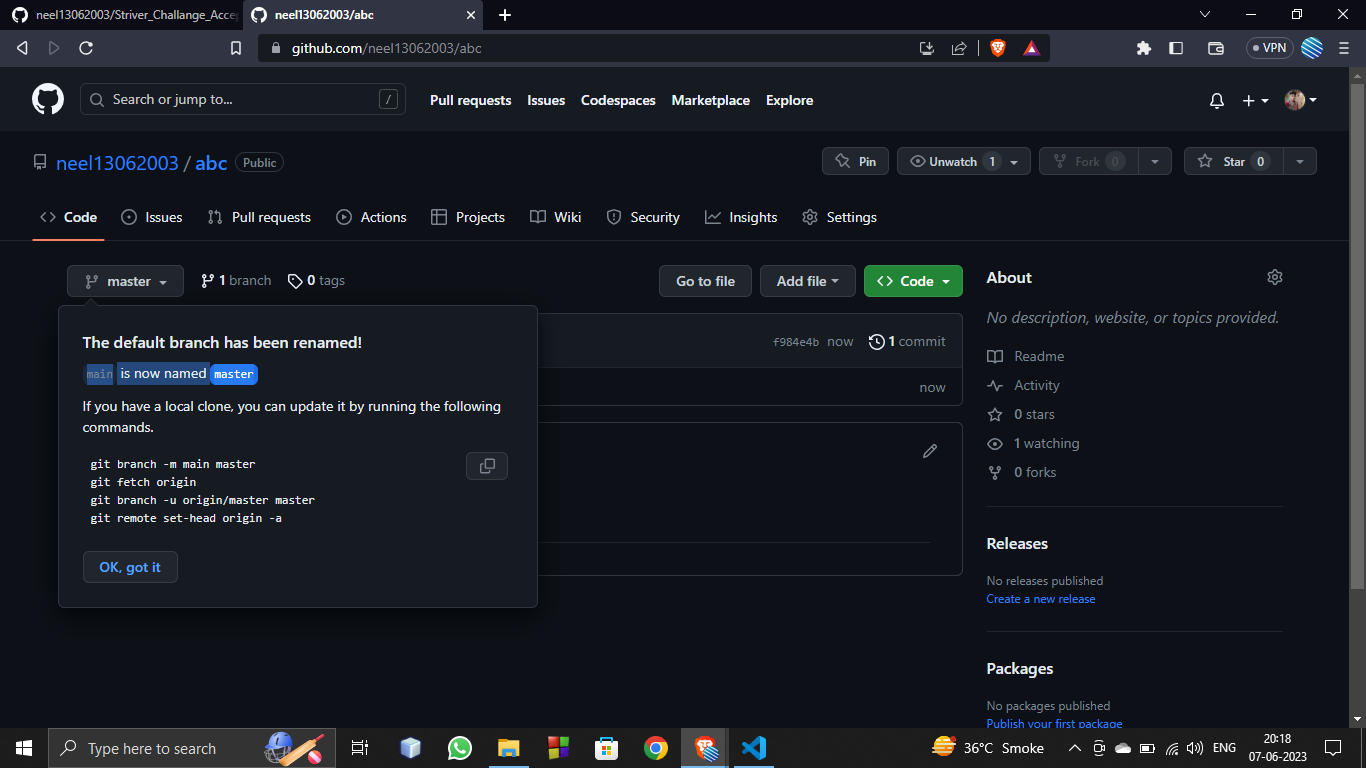 neel13062003/Striver_Challange_Acce
neel13062003/abc
github.com/neel13062003/abc
VPN
Search or jump to...
/
Pull requests
Issues
Codespaces
Marketplace
Explore
neel13062003 / abc
Public
Pin
Unwatch 1
Fork 0
Star 0
Code
Issues
Pull requests
Actions
Projects
Wiki
Security
Insights
Settings
master
1 branch
0 tags
Go to file
Add file
Code
The default branch has been renamed!
main is now named master
If you have a local clone, you can update it by running the following
commands.
git branch -m main master
git fetch origin
git branch -u origin/master master
git remote set-head origin -a
OK, got it
f984e4b now
1 commit
now
About
No description, website, or topics provided.
Readme
Activity
0 stars
1 watching
0 forks
Releases
No releases published
Create a new release
Packages
No packages published
Publish your first package
Type here to search
36°C Smoke
ENG
20:18
07-06-2023